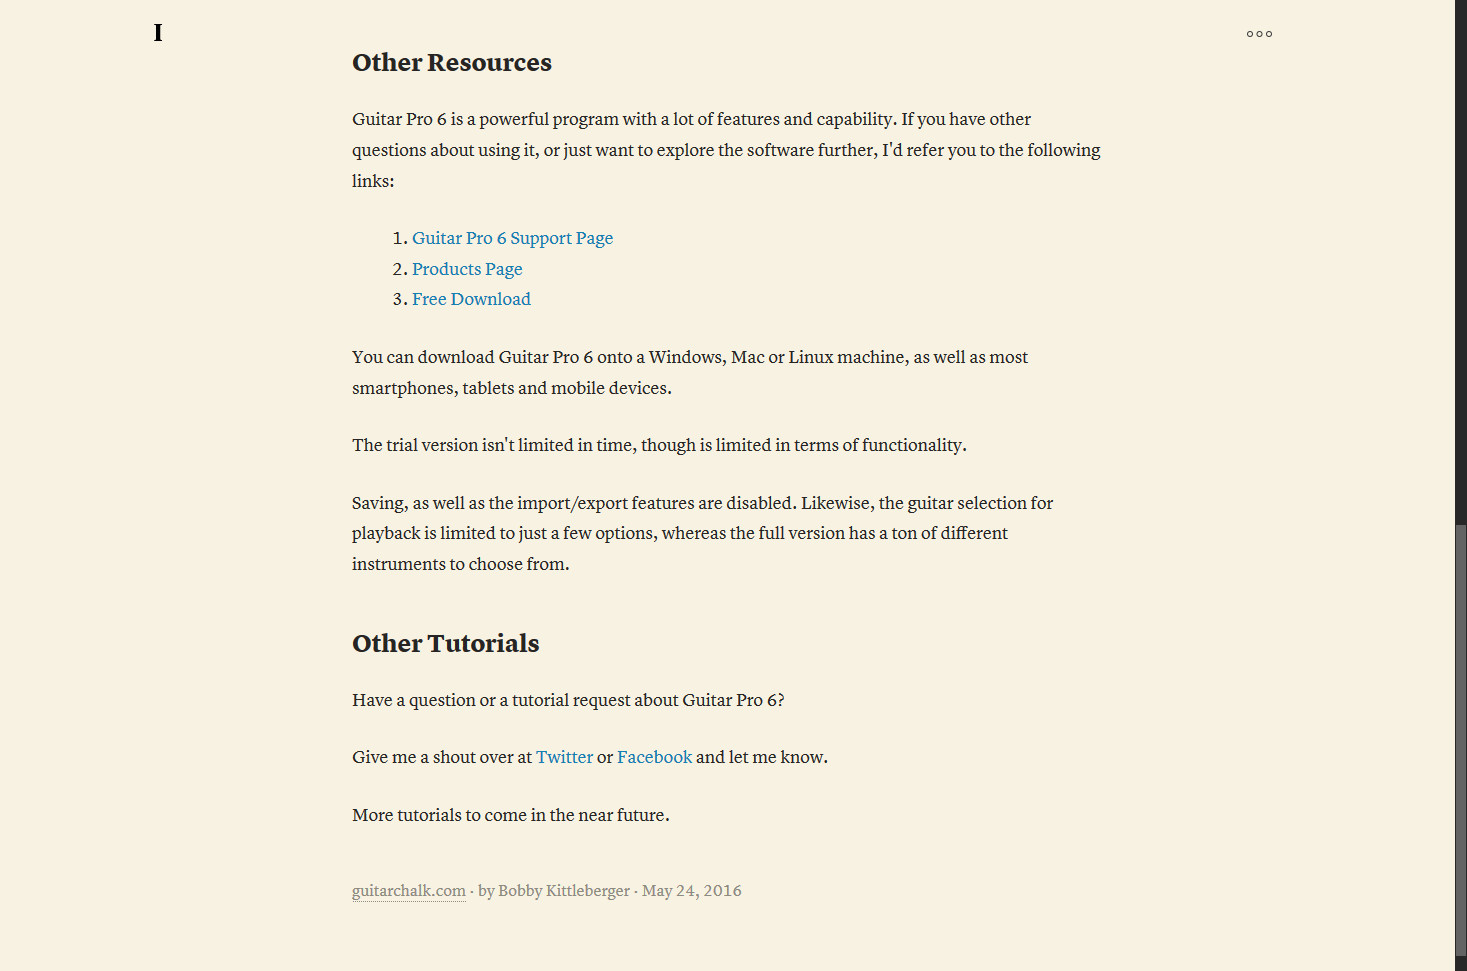 I
Other Resources
Guitar Pro 6 is a powerful program with a lot of features and capability. If you have other
questions about using it, or just want to explore the software further, I'd refer you to the following
links:
1. Guitar Pro 6 Support Page
2. Products Page
3. Free Download
You can download Guitar Pro 6 onto a Windows, Mac or Linux machine, as well as most
smartphones, tablets and mobile devices.
The trial version isn't limited in time, though is limited in terms of functionality.
Saving, as well as the import/export features are disabled. Likewise, the guitar selection for
playback is limited to just a few options, whereas the full version has a ton of different
instruments to choose from.
Other Tutorials
Have a question or a tutorial request about Guitar Pro 6?
Give me a shout over at Twitter or Facebook and let me know.
More tutorials to come in the near future.
guitarchalk.com · by Bobby Kittleberger · May 24, 2016